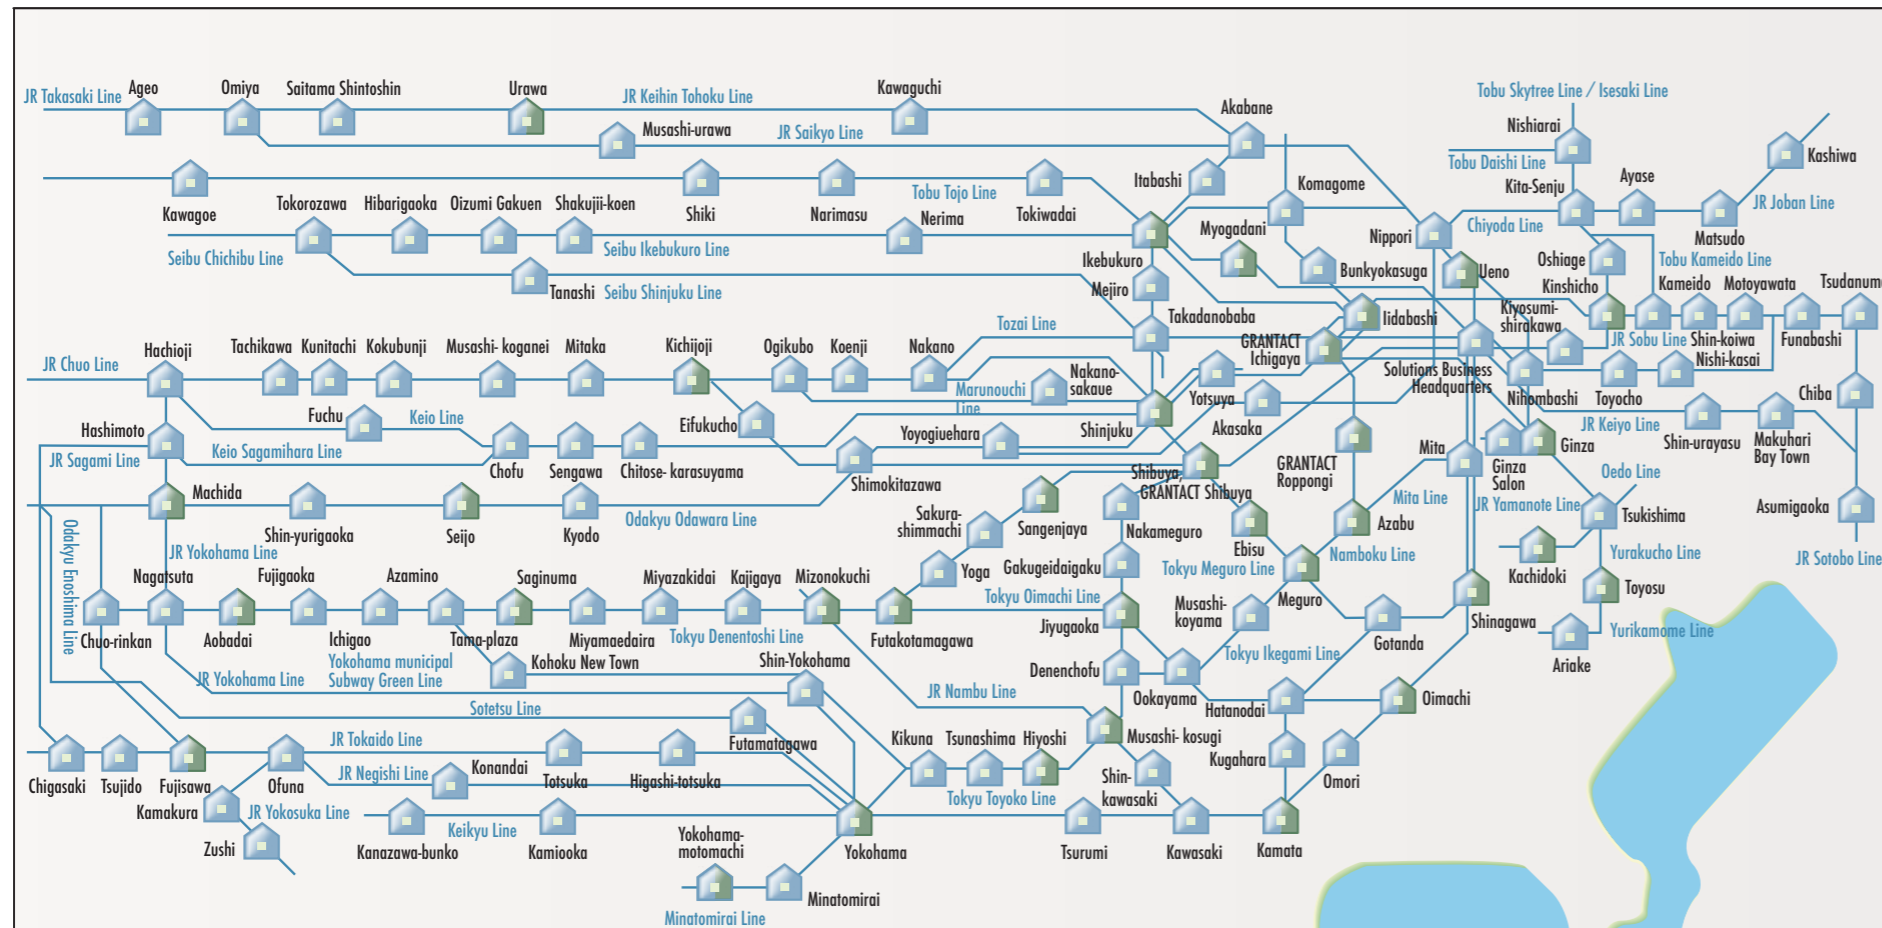 JR Takasaki Line
Ageo
Omiya
Saitama Shintoshin
Urawa
JR Keihin Tohoku Line
Kawaguchi
Akabane
Tobu Skytree Line / Isesaki Line
Nishiarai
Musashi-urawa
JR Saikyo Line
Tobu Daishi Line
Kashiwa
Kawagoe
Shiki
Narimasu
Tobu Tojo Line
Tokiwadai
Itabashi
Komagome
Kita-Senju
Ayase
JR Joban Line
Tokorozawa
Hibarigaoka
Oizumi Gakuen
Shakujii-koen
Nerima
Myogadani
Nippori
Chiyoda Line
Matsudo
Seibu Chichibu Line
Seibu Ikebukuro Line
Ikebukuro
Bunkyokasuga
Ueno
Oshiage
Tobu Kameido Line
Tanashi
Seibu Shinjuku Line
Mejiro
Kinshicho
Kameido
Motoyawata
Tsudanuma
Takadanobaba
Iidabashi
Kiyosumi-
shirakawa
Tozai Line
GRANTACT
Ichigaya
JR Sobu Line
Shin-koiwa
Funabashi
Nishi-kasai
JR Chuo Line
Hachioji
Tachikawa
Kunitachi
Kokubunji
Musashi- koganei
Mitaka
Kichijoji
Ogikubo
Koenji
Nakano
Nakano-
sakaue
Marunouchi
Line
Solutions Business
Headquarters
Nihombashi
Toyocho
Chiba
Fuchu
Keio Line
Eifukucho
Shinjuku
Yotsuya
Akasaka
JR Keiyo Line
Shin-urayasu
Makuhari
Bay Town
Hashimoto
JR Sagami Line
Keio Sagamihara Line
Chofu
Sengawa
Chitose- karasuyama
Yoyogiuehara
Shimokitazawa
Shibuya,
GRANTACT Shibuya
GRANTACT
Roppongi
Mita
Ginza
Salon
Ginza
Oedo Line
Mita Line
JR Yamanote Line
Tsukishima
Asumigaoka
Machida
Shin-yurigaoka
Seijo
Kyodo
Odakyu Odawara Line
Sakura-
shimmachi
Sangenjaya
Nakameguro
Ebisu
Azabu
Namboku Line
Kachidoki
Yurakucho Line
JR Sotobo Line
Odakyu Enoshima Line
JR Yokohama Line
Nagatsuta
Fujigaoka
Azamino
Saginuma
Miyazakidai
Kajigaya
Mizonokuchi
Yoga
Gakugeidaigaku
Tokyu Meguro Line
Meguro
Toyosu
Tokyu Oimachi Line
Musashi-
koyama
Chuo-rinkan
Aobadai
Ichigao
Tama-plaza
Miyamaedaira
Tokyu Denentoshi Line
Futakotamagawa
Jiyugaoka
Gotanda
Shinagawa
Yurikamome Line
Ariake
JR Yokohama Line
Yokohama municipal
Subway Green Line
Kohoku New Town
Shin-Yokohama
Denenchofu
Tokyu Ikegami Line
Ookayama
Hatanodai
Oimachi
JR Nambu Line
Sotetsu Line
Futamatagawa
Kikuna
Tsunashima
Hiyoshi
Musashi- kosugi
JR Tokaido Line
Chigasaki
Tsujido
Fujisawa
Ofuna
JR Negishi Line
Konandai
Totsuka
Higashi-totsuka
Tokyu Toyoko Line
Shin-
kawasaki
Kugahara
Omori
Kamakura
JR Yokosuka Line
Zushi
Keikyu Line
Kanazawa-bunko
Kamiooka
Yokohama-
motomachi
Yokohama
Tsurumi
Kawasaki
Kamata
Minatomirai
Minatomirai Line